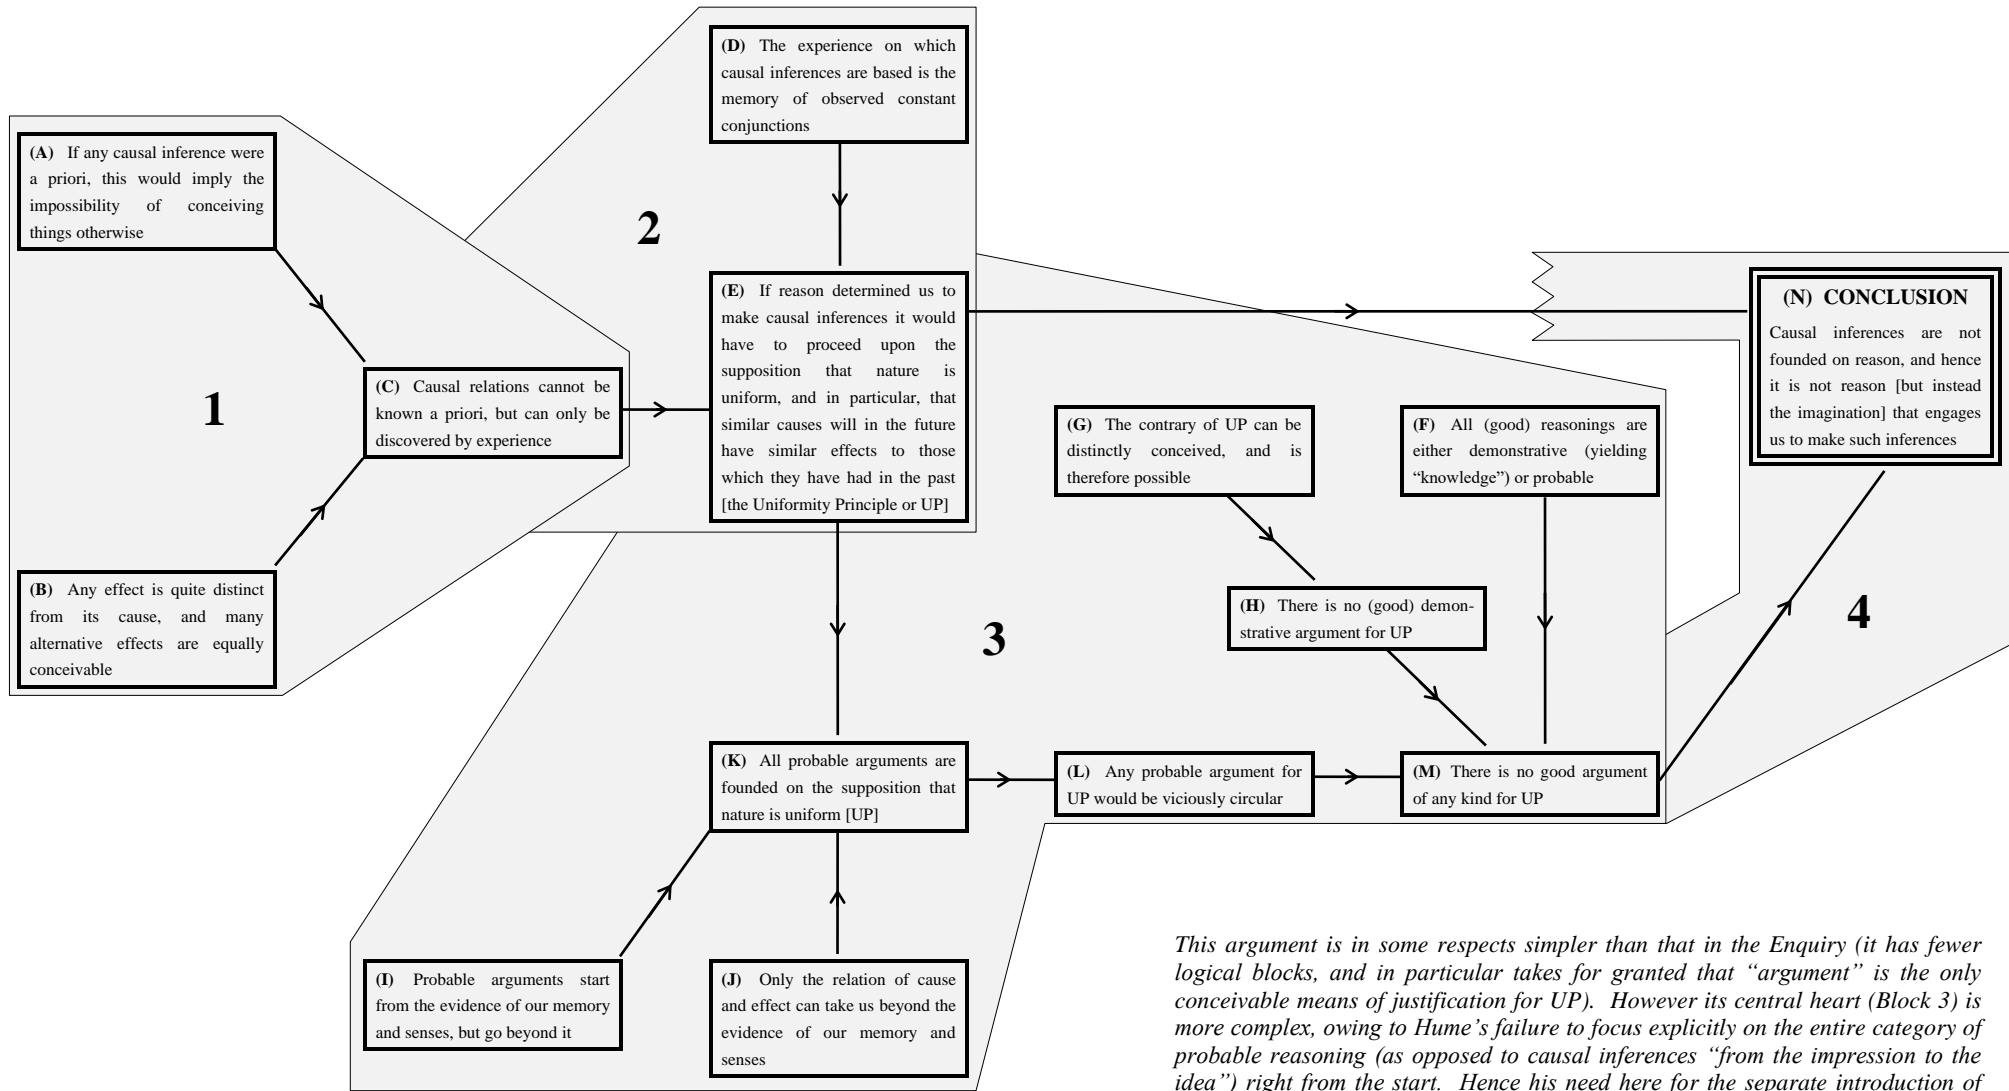 (D) The experience on which
causal inferences are based is the
memory of observed constant
conjunctions
(A) If any causal inference were
a priori, this would imply the
impossibility of conceiving
things otherwise
2
(E) If reason determined us to
make causal inferences it would
have to proceed upon the
supposition that nature is
uniform, and in particular, that
similar causes will in the future
have similar effects to those
which they have had in the past
[the Uniformity Principle or UP]
(N) CONCLUSION
Causal inferences are not
founded on reason, and hence
it is not reason [but instead
the imagination] that engages
us to make such inferences
1
(C) Causal relations cannot be
known a priori, but can only be
discovered by experience
(G) The contrary of UP can be
distinctly conceived, and is
therefore possible
(F) All (good) reasonings are
either demonstrative (yielding
“knowledge”) or probable
(B) Any effect is quite distinct
from its cause, and many
alternative effects are equally
conceivable
(H) There is no (good) demon-
strative argument for UP
3
4
(K) All probable arguments are
founded on the supposition that
nature is uniform [UP]
(L) Any probable argument for
UP would be viciously circular
(M) There is no good argument
of any kind for UP
(I) Probable arguments start
from the evidence of our memory
and senses, but go beyond it
(J) Only the relation of cause
and effect can take us beyond the
evidence of our memory and
senses
This argument is in some respects simpler than that in the Enquiry (it has fewer
logical blocks, and in particular takes for granted that “argument” is the only
conceivable means of justification for UP). However its central heart (Block 3) is
more complex, owing to Hume’s failure to focus explicitly on the entire category of
probable reasoning (as opposed to causal inferences “from the impression to the
idea”) right from the start. Hence his need here for the separate introduction of